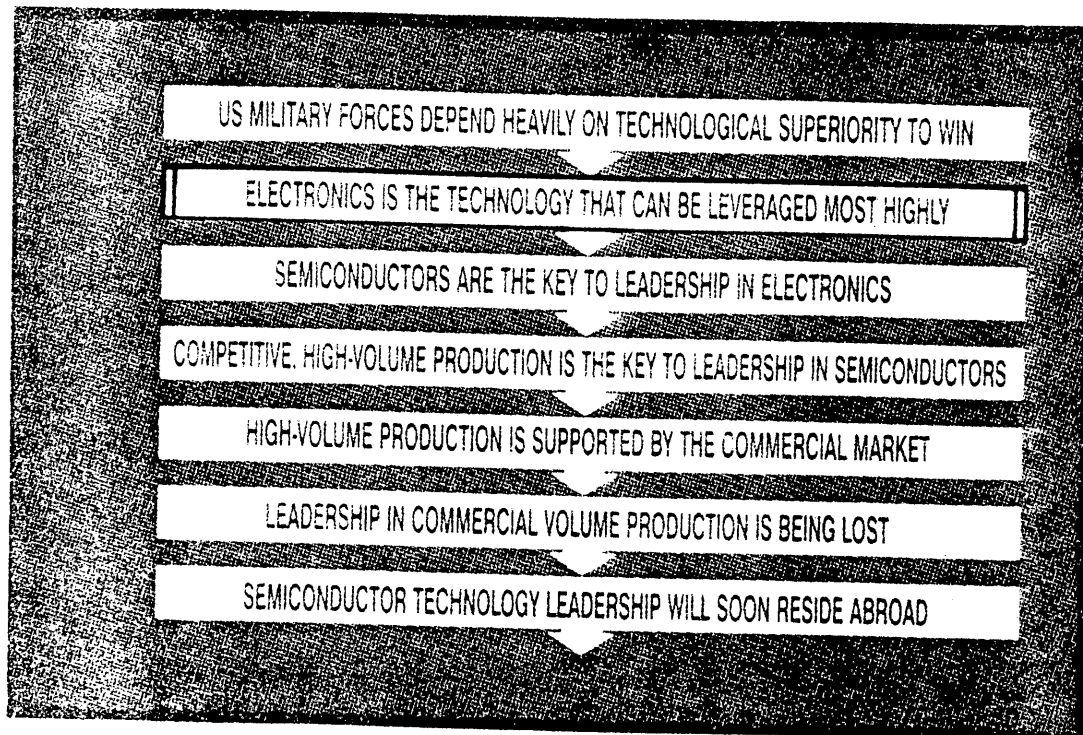 US MILITARY FORCES DEPEND HEAVILY ON TECHNOLOGICAL SUPERIORITY TO WIN
ELECTRONICS IS THE TECHNOLOGY THAT CAN BE LEVERAGED MOST HIGHLY
SEMICONDUCTORS ARE THE KEY TO LEADERSHIP IN ELECTRONICS
COMPETITIVE, HIGH-VOLUME PRODUCTION IS THE KEY TO LEADERSHIP IN SEMICONDUCTORS
HIGH-VOLUME PRODUCTION IS SUPPORTED BY THE COMMERCIAL MARKET
LEADERSHIP IN COMMERCIAL VOLUME PRODUCTION IS BEING LOST
SEMICONDUCTOR TECHNOLOGY LEADERSHIP WILL SOON RESIDE ABROAD